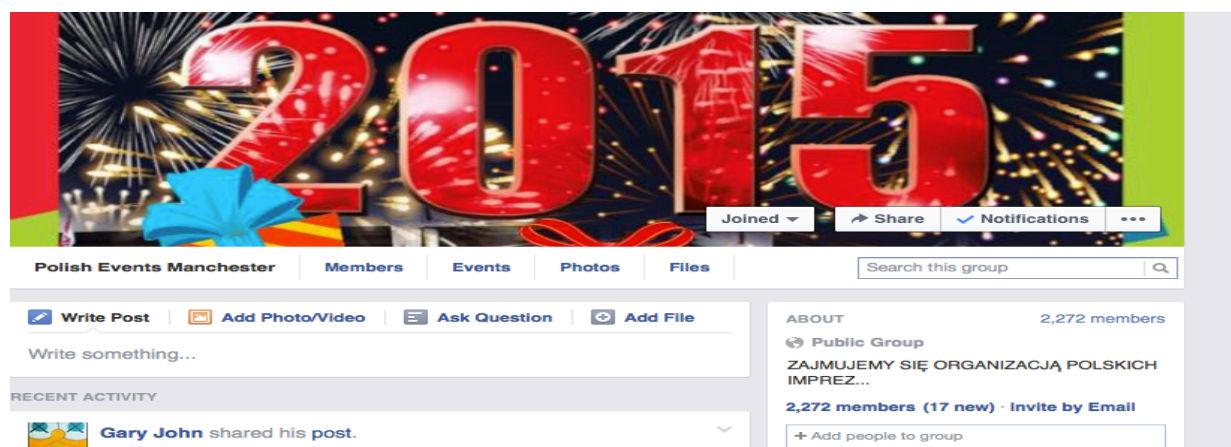 2015
Joined Share Notifications
Polish Events Manchester Members Events Photos Files Search this group
Write Post Add Photo/Video Ask Question Add File
Write something...
RECENT ACTIVITY
Gary John shared his post.
ABOUT 2,272 members
Public Group
ZAJMUJEMY SIĘ ORGANIZACJĄ POLSKICH
IMPREZ...
2,272 members (17 new) · Invite by Email
+ Add people to group